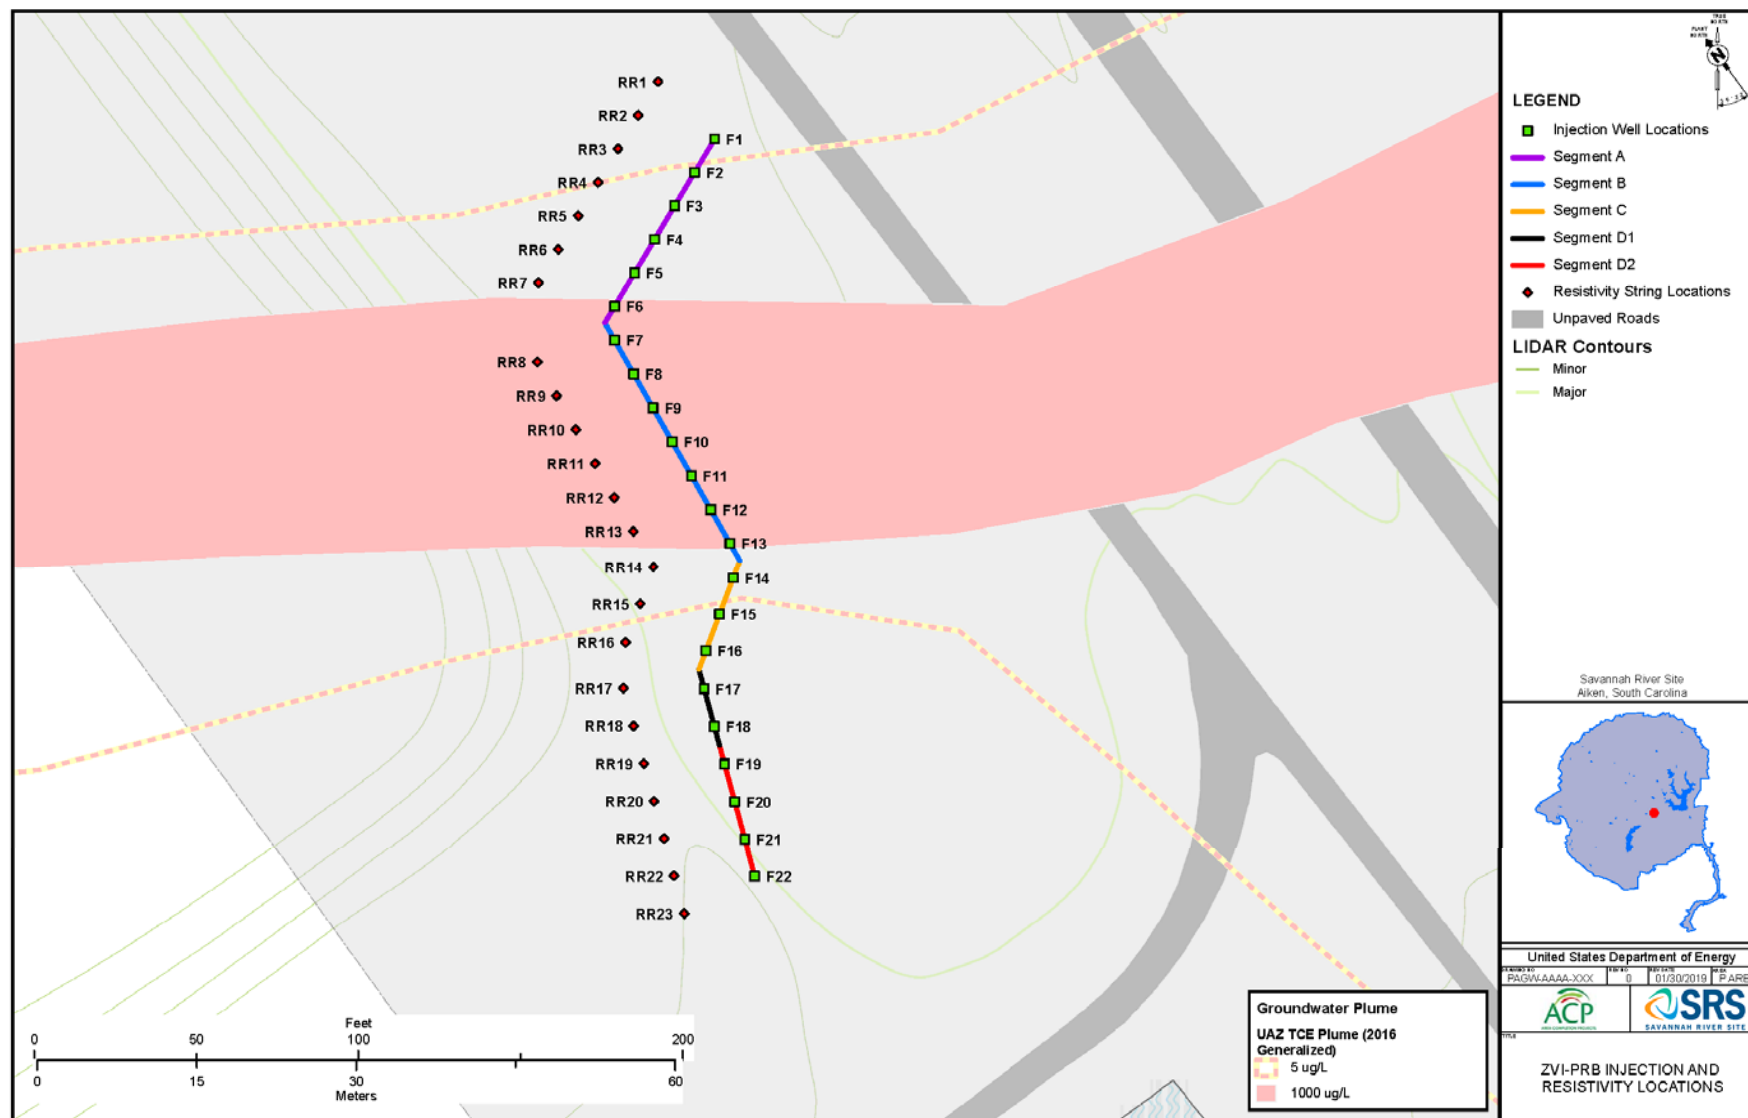 RR1
RR2
RR3
RR4
RR5
RR6
RR7
RR8
RR9
RR10
RR11
RR12
RR13
RR14
RR15
RR16
RR17
RR18
RR19
RR20
RR21
RR22
RR23
F1
F2
F3
F4
F5
F6
F7
F8
F9
F10
F11
F12
F13
F14
F15
F16
F17
F18
F19
F20
F21
F22
Feet
0 50 100 200
0 15 30 60
Meters
Groundwater Plume
UAZ TCE Plume (2016
Generalized)
5 ug/L
1000 ug/L
N
LEGEND
Injection Well Locations
Segment A
Segment B
Segment C
Segment D1
Segment D2
Resistivity String Locations
Unpaved Roads
LIDAR Contours
Minor
Major
Savannah River Site
Aiken, South Carolina
United States Department of Energy
PAGW-AAAA-XXX 0 01/30/2019 P ARE
ACP
SRS
SAVANNAH RIVER SITE
TITLE
ZVI-PRB INJECTION AND
RESISTIVITY LOCATIONS